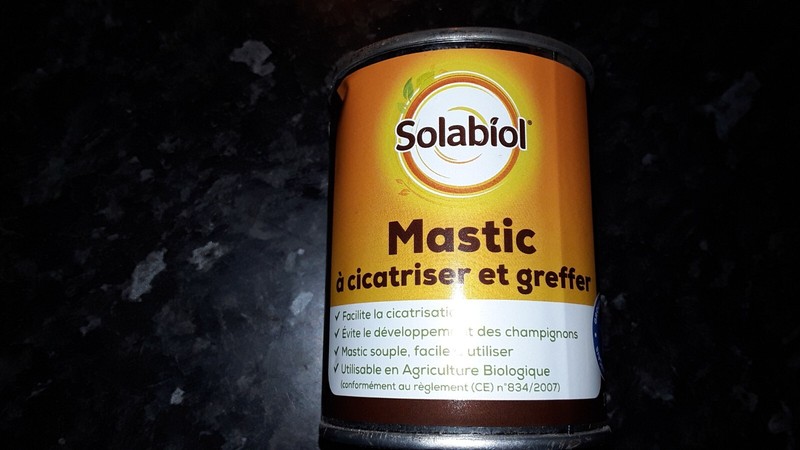 Solabiol®
Mastic
à cicatriser et greffer
✓ Facilite la
✓ Évite le des champignons
✓ Mastic souple, facile utiliser
✓ Utilisable en Agriculture Biologique
(conformément au règlement (CE) n°834/2007)